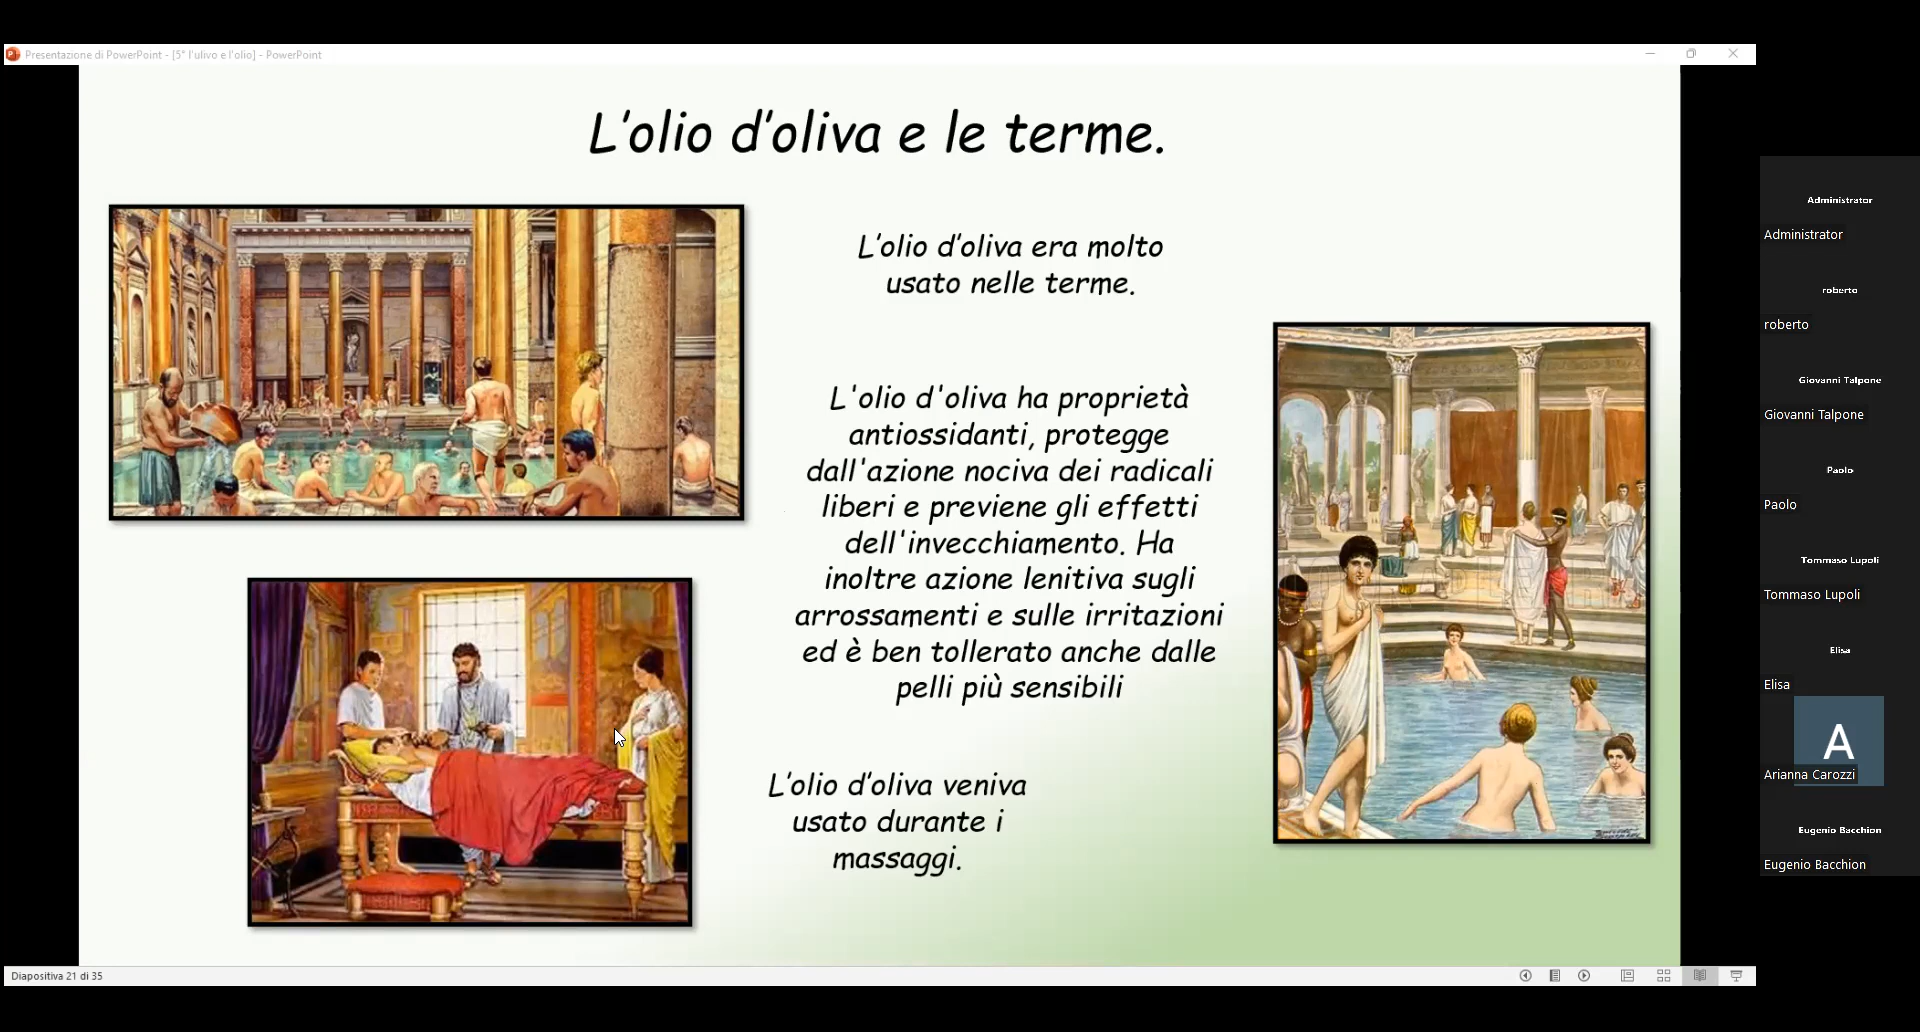 Presentazione di PowerPoint - [5° l'ulivo e l'olio] - PowerPoint
L'olio d'oliva e le terme.
L'olio d'oliva era molto
usato nelle terme.
L'olio d'oliva ha proprietà
antiossidanti, protegge
dall'azione nociva dei radicali
liberi e previene gli effetti
dell'invecchiamento. Ha
inoltre azione lenitiva sugli
arrossamenti e sulle irritazioni
ed è ben tollerato anche dalle
pelli più sensibili
L'olio d'oliva veniva
usato durante i
massaggi.
Diapositiva 21 di 35
Administrator
Administrator
roberto
roberto
Giovanni Talpone
Giovanni Talpone
Paolo
Paolo
Tommaso Lupoli
Tommaso Lupoli
Elisa
Elisa
A
Arianna Carozzi
Eugenio Bacchion
Eugenio Bacchion